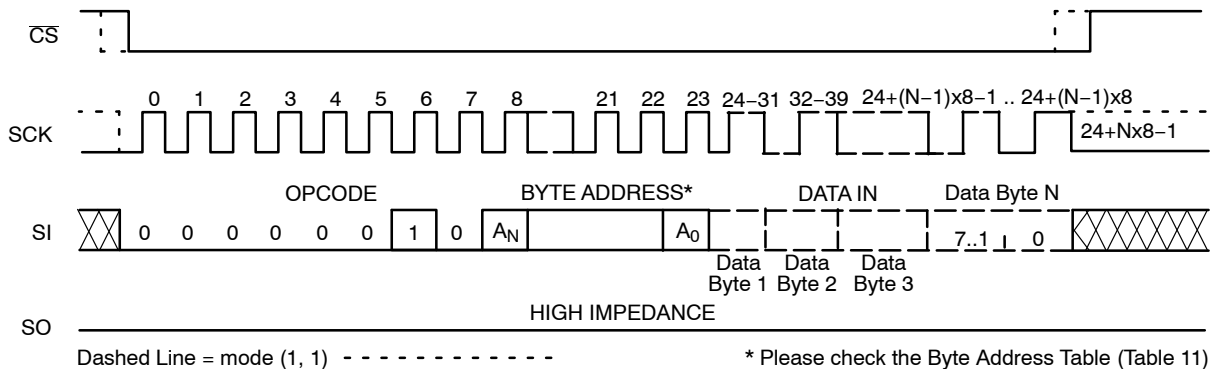 CS
0 1 2 3 4 5 6 7 8 21 22 23 24−31 32−39 24+(N−1)x8−1 .. 24+(N−1)x8
SCK
24+Nx8−1
OPCODE BYTE ADDRESS* DATA IN Data Byte N
SI 0 0 0 0 0 0 1 0 AN A0 7..1 0
Data Byte 1
Data Byte 2
Data Byte 3
HIGH IMPEDANCE
SO
Dashed Line = mode (1, 1)
* Please check the Byte Address Table (Table 11)